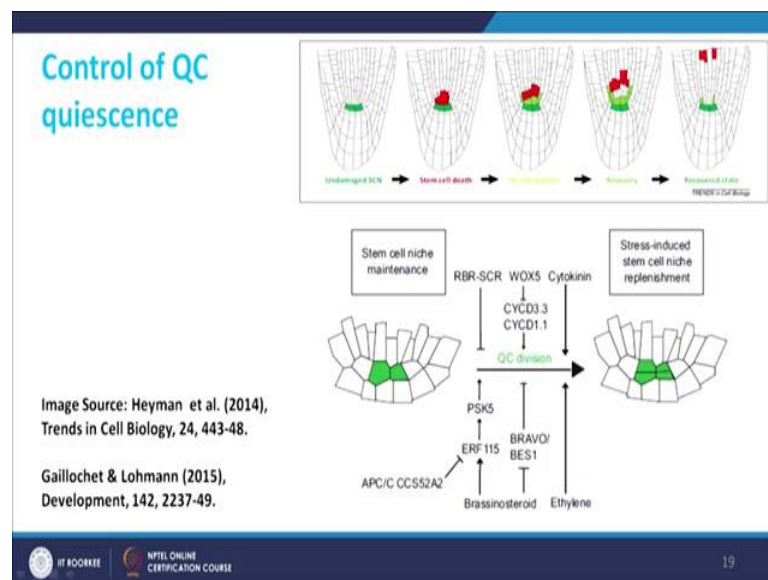 Control of QC
quiescence
Undamaged SCN
Stem cell death
Recovery
Recovered state
TRENDS in Cell Biology
Stem cell niche
maintenance
RBR-SCR WOX5 Cytokinin
Stress-induced
stem cell niche
replenishment
CYCD3.3
CYCD1.1
QC division
PSK5
ERF115
BRAVO/
BES1
APC/C CCS52A2
Brassinosteroid
Ethylene
Image Source: Heyman et al. (2014),
Trends in Cell Biology, 24, 443-48.
Gaillochet & Lohmann (2015),
Development, 142, 2237-49.
IIT ROORKEE
NPTEL ONLINE
CERTIFICATION COURSE
19